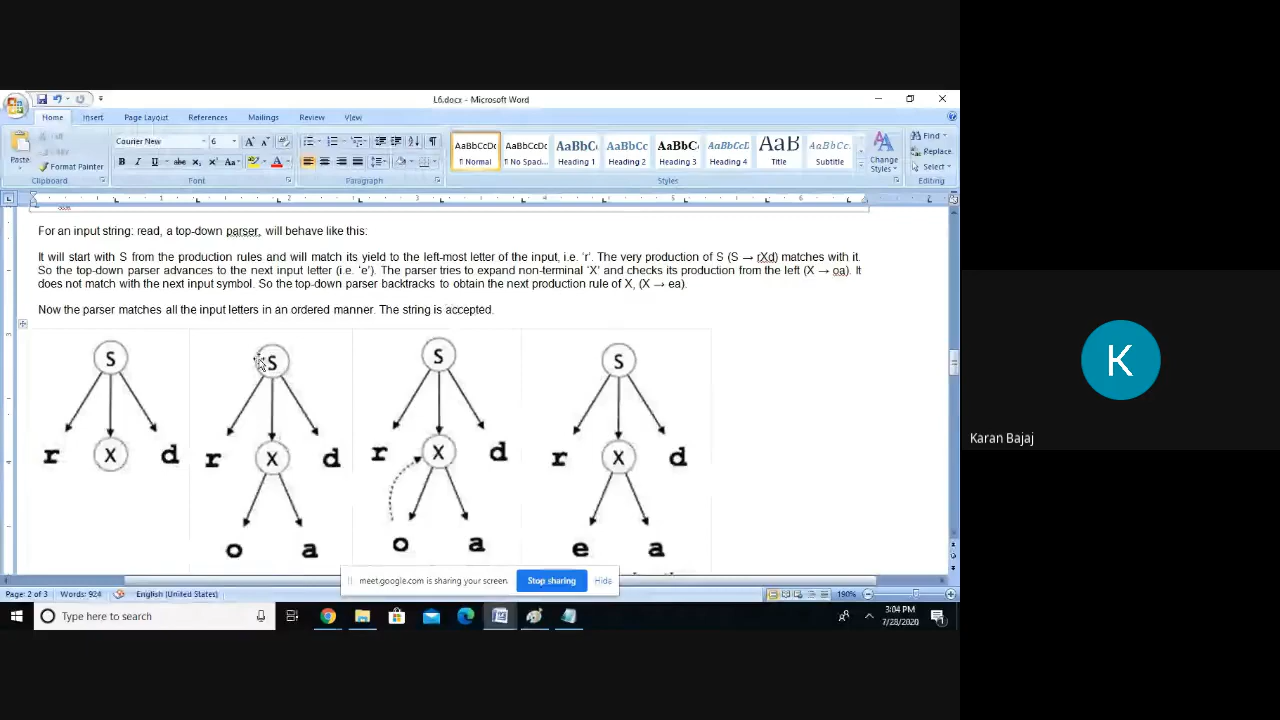 L6.docx - Microsoft Word
Home Insert Page Layout References Mailings Review View
Paste
Format Painter
Clipboard
Courier New 6
Font
Paragraph
AaBbCcDc AaBbCcDc AaBbC AaBbCc AaBbC AaBbCc AaB AaBbCc.
¶ Normal ¶ No Spaci... Heading 1 Heading 2 Heading 3 Heading 4 Title Subtitle
Change Styles
Styles
Find
Replace
Select
Editing
For an input string: read, a top-down parser, will behave like this:
It will start with S from the production rules and will match its yield to the left-most letter of the input, i.e. ‘r’. The very production of S (S → rXd) matches with it.
So the top-down parser advances to the next input letter (i.e. ‘e’). The parser tries to expand non-terminal ‘X’ and checks its production from the left (X → oa). It
does not match with the next input symbol. So the top-down parser backtracks to obtain the next production rule of X, (X → ea).
Now the parser matches all the input letters in an ordered manner. The string is accepted.
S S S S
r X d r X d r X d r X d
o a o a e a
meet.google.com is sharing your screen. Stop sharing Hide
Page: 2 of 3 Words: 924 English (United States) 190%
Type here to search
3:04 PM
7/28/2020
K
Karan Bajaj